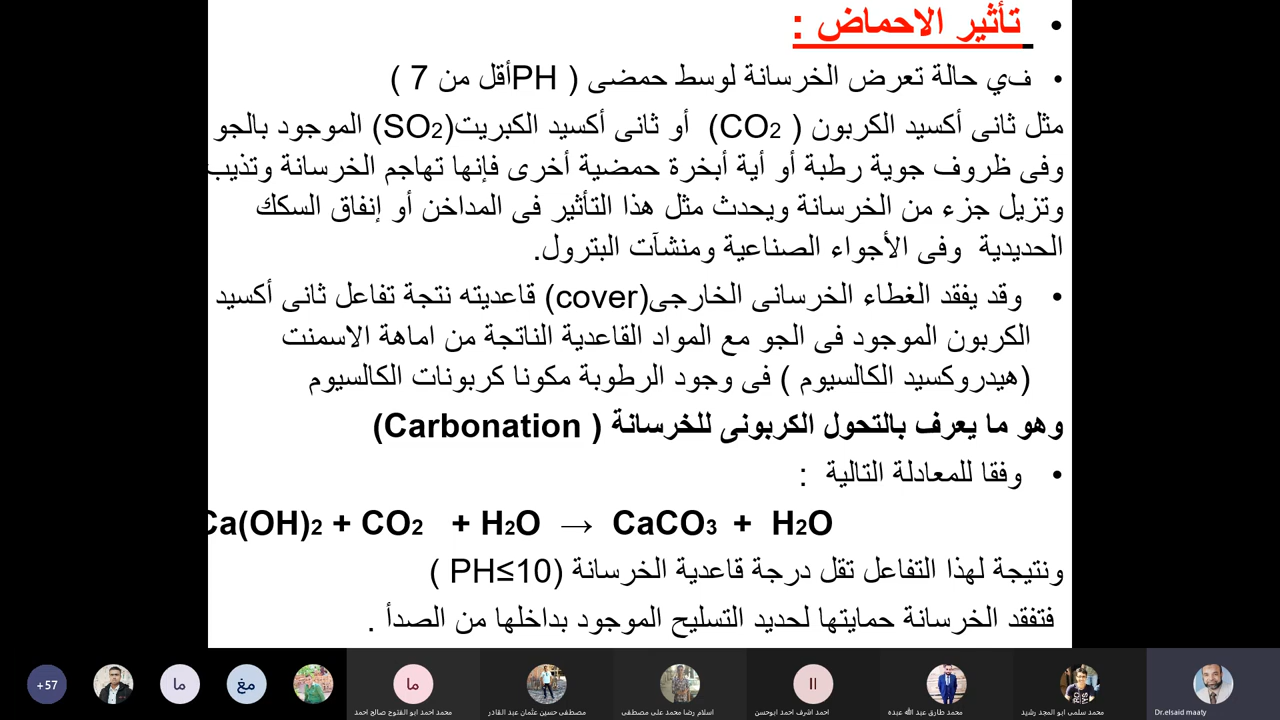 تأثير الاحماض :
في حالة تعرض الخرسانة لوسط حمضى ( PHأقل من 7 )
مثل ثانى أكسيد الكربون ( CO2) أو ثانى أكسيد الكبريت(SO2) الموجود بالجو
وفى ظروف جوية رطبة أو أية أبخرة حمضية أخرى فإنها تهاجم الخرسانة وتذيب
وتزيل جزء من الخرسانة ويحدث مثل هذا التأثير فى المداخن أو إنفاق السكك
الحديدية وفى الأجواء الصناعية ومنشآت البترول.
وقد يفقد الغطاء الخرسانى الخارجى(cover) قاعديته نتجة تفاعل ثانى أكسيد
الكربون الموجود فى الجو مع المواد القاعدية الناتجة من اماهة الاسمنت
(هيدروكسيد الكالسيوم ) فى وجود الرطوبة مكونا كربونات الكالسيوم
وهو ما يعرف بالتحول الكربونى للخرسانة ( Carbonation)
وفقا للمعادلة التالية :
Ca(OH)2 + CO2 + H2O → CaCO3 + H2O
ونتيجة لهذا التفاعل تقل درجة قاعدية الخرسانة (PH≤10 )
فتفقد الخرسانة حمايتها لحديد التسليح الموجود بداخلها من الصدأ .
+57
ما
مغ
ما
اا
محمد احمد ابو الفتوح صالح احمد
مصطفى حسين عثمان عبد القادر
اسلام رضا محمد على مصطفى
احمد اشرف احمد ابوحسن
محمد طارق عبد الله عبده
محمد سلمى ابو المجد رشيد
Dr.elsaid maaty